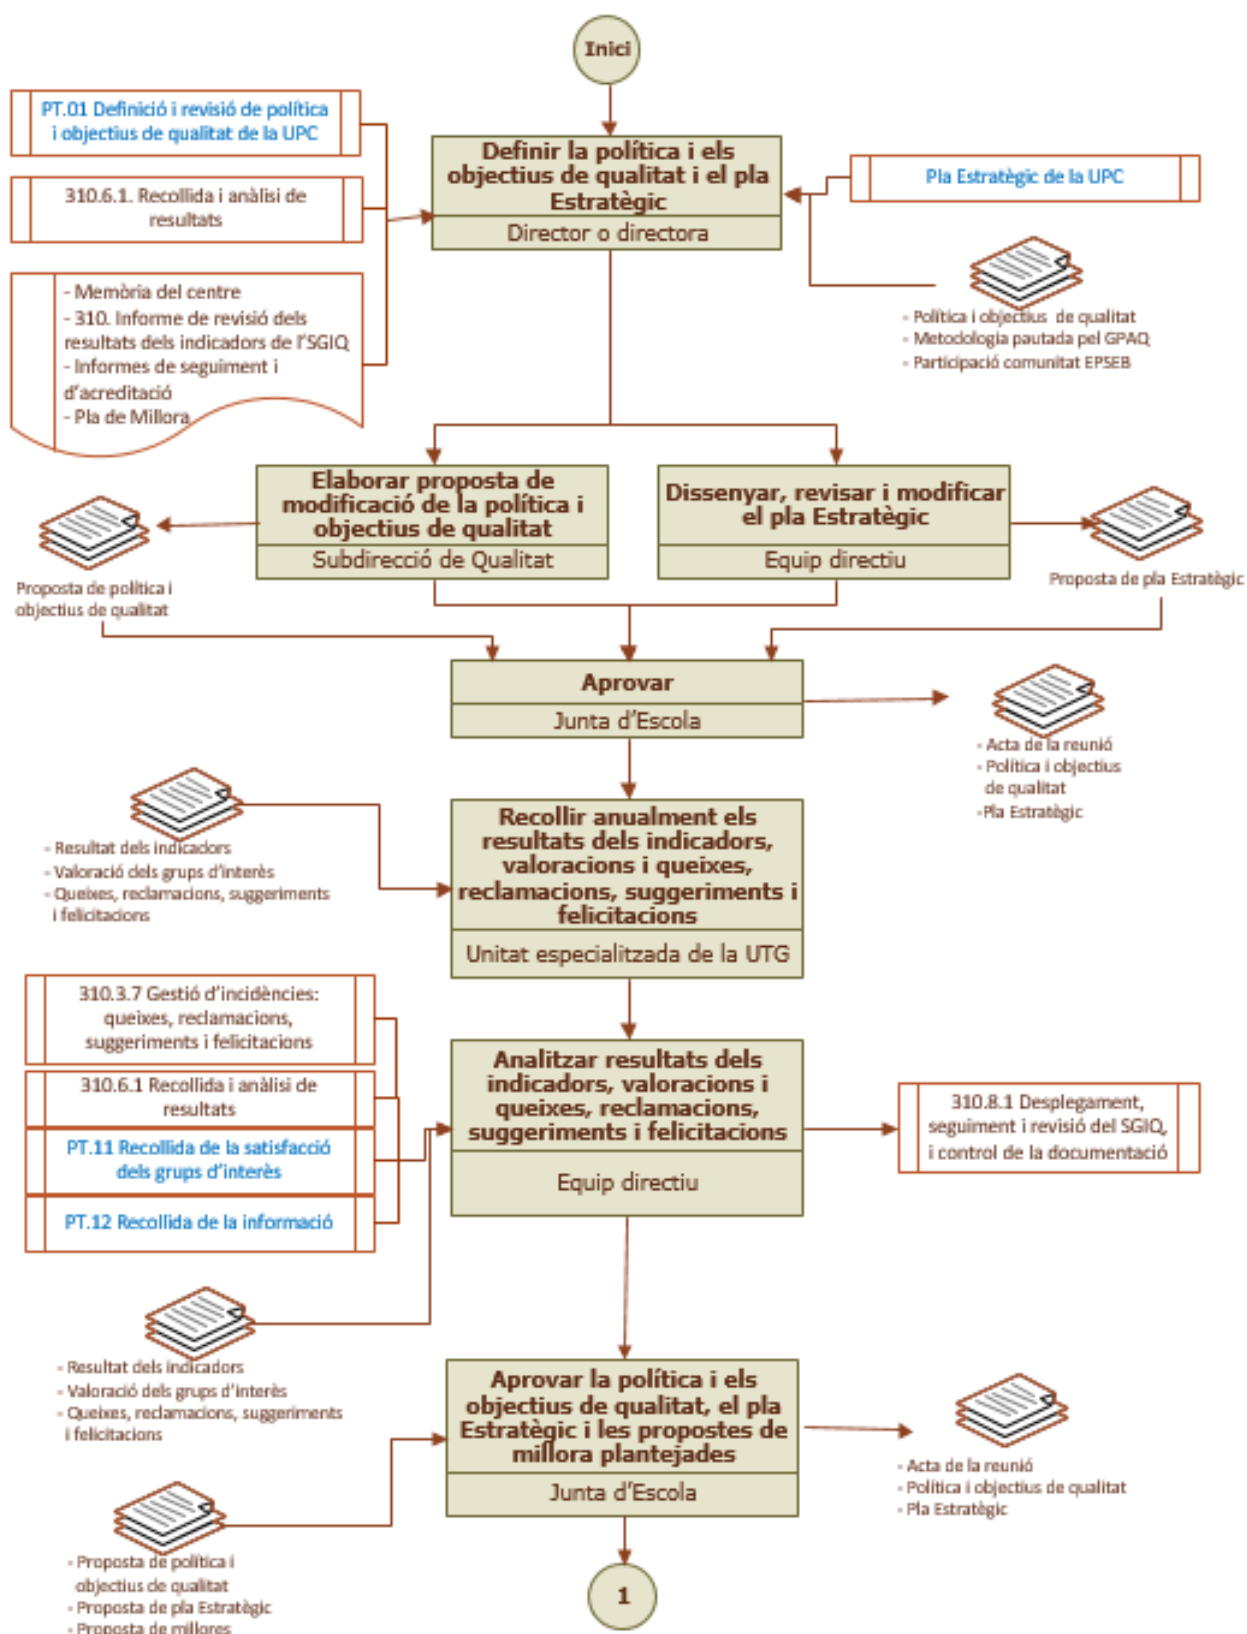 Inici
PT.01 Definició i revisió de política
i objectius de qualitat de la UPC
310.6.1. Recollida i anàlisi de
resultats
- Memòria del centre
- 310. Informe de revisió dels
resultats dels indicadors de l'SGIQ
- Informes de seguiment i
d'acreditació
- Pla de Millora
Definir la política i els
objectius de qualitat i el pla
Estratègic
Director o directora
Pla Estratègic de la UPC
- Política i objectius de qualitat
- Metodologia pautada pel GPAQ
- Participació comunitat EPSEB
Elaborar proposta de
modificació de la política i
objectius de qualitat
Subdirecció de Qualitat
Dissenyar, revisar i modificar
el pla Estratègic
Equip directiu
Proposta de política i
objectius de qualitat
Proposta de pla Estratègic
Aprovar
Junta d'Escola
- Acta de la reunió
- Política i objectius
de qualitat
-Pla Estratègic
- Resultat dels indicadors
- Valoració dels grups d'interès
- Queixes, reclamacions, suggeriments
i felicitacions
Recollir anualment els
resultats dels indicadors,
valoracions i queixes,
reclamacions, suggeriments i
felicitacions
Unitat especialitzada de la UTG
310.3.7 Gestió d'incidències:
queixes, reclamacions,
suggeriments i felicitacions
310.6.1 Recollida i anàlisi de
resultats
PT.11 Recollida de la satisfacció
dels grups d'interès
PT.12 Recollida de la informació
Analitzar resultats dels
indicadors, valoracions i
queixes, reclamacions,
suggeriments i felicitacions
Equip directiu
310.8.1 Desplegament,
seguiment i revisió del SGIQ,
i control de la documentació
- Resultat dels indicadors
- Valoració dels grups d'interès
- Queixes, reclamacions, suggeriments
i felicitacions
Aprovar la política i els
objectius de qualitat, el pla
Estratègic i les propostes de
millora plantejades
Junta d'Escola
- Acta de la reunió
- Política i objectius de qualitat
- Pla Estratègic
- Proposta de política i
objectius de qualitat
- Proposta de pla Estratègic
- Proposta de millores
1